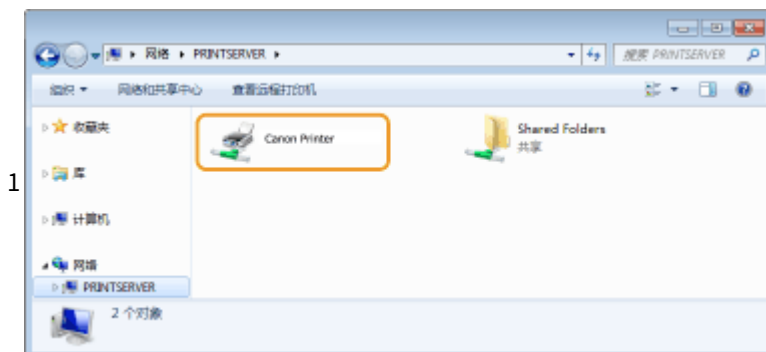 网络 ▸ PRINTSERVER ▸
搜索 PRINTSERVER
组织
网络和共享中心
查看远程打印机
收藏夹
Canon Printer
Shared Folders
共享
库
1
计算机
网络
PRINTSERVER
2 个对象